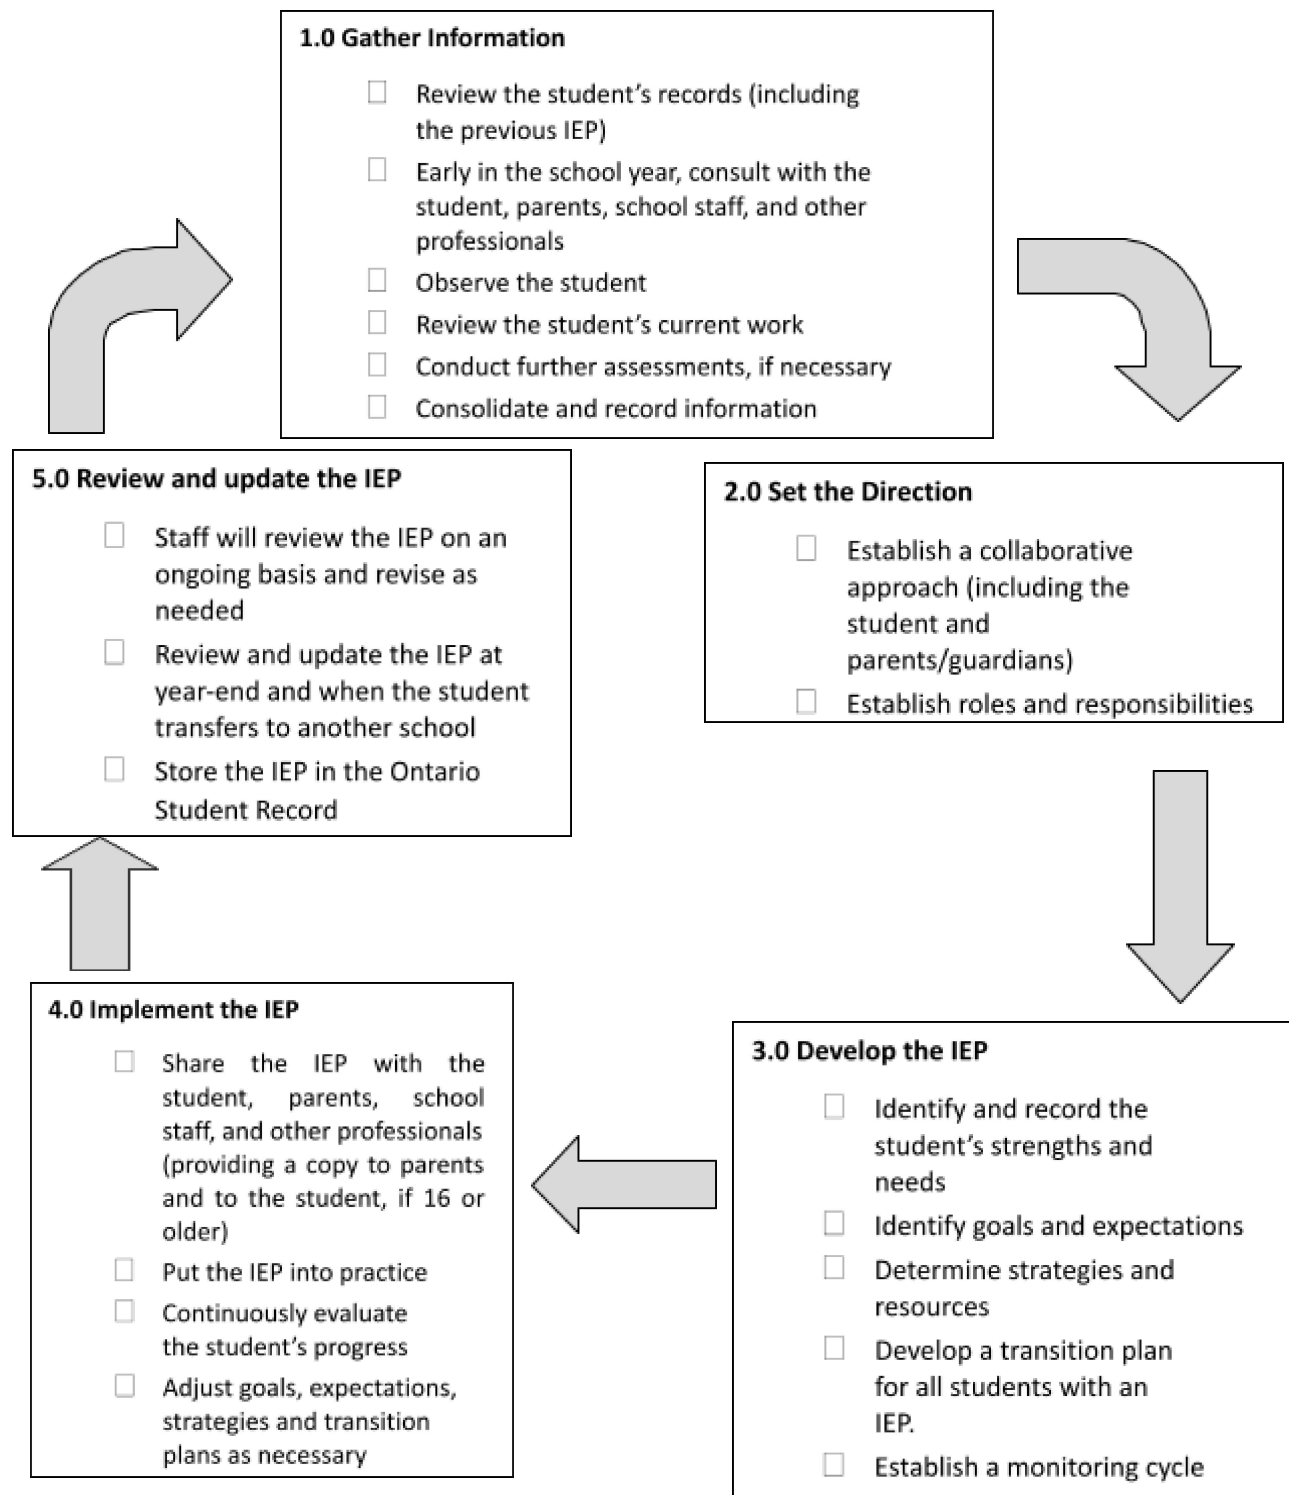 1.0 Gather Information
Review the student's records (including
the previous IEP)
Early in the school year, consult with the
student, parents, school staff, and other
professionals
Observe the student
Review the student's current work
Conduct further assessments, if necessary
Consolidate and record information
2.0 Set the Direction
Establish a collaborative
approach (including the
student and
parents/guardians)
Establish roles and responsibilities
3.0 Develop the IEP
Identify and record the
student's strengths and
needs
Identify goals and expectations
Determine strategies and
resources
Develop a transition plan
for all students with an
IEP.
Establish a monitoring cycle
4.0 Implement the IEP
Share the IEP with the
student, parents, school
staff, and other professionals
(providing a copy to parents
and to the student, if 16 or
older)
Put the IEP into practice
Continuously evaluate
the student's progress
Adjust goals, expectations,
strategies and transition
plans as necessary
5.0 Review and update the IEP
Staff will review the IEP on an
ongoing basis and revise as
needed
Review and update the IEP at
year-end and when the student
transfers to another school
Store the IEP in the Ontario
Student Record